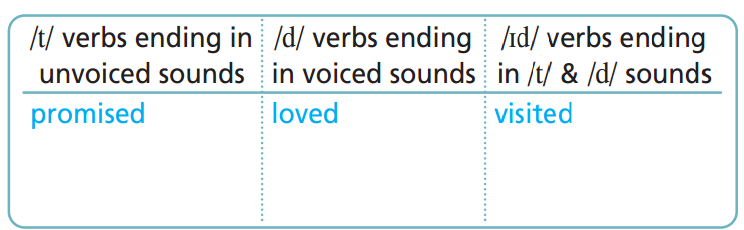 /t/ verbs ending in unvoiced sounds
/d/ verbs ending in voiced sounds
/ɪd/ verbs ending in /t/ & /d/ sounds
promised
loved
visited